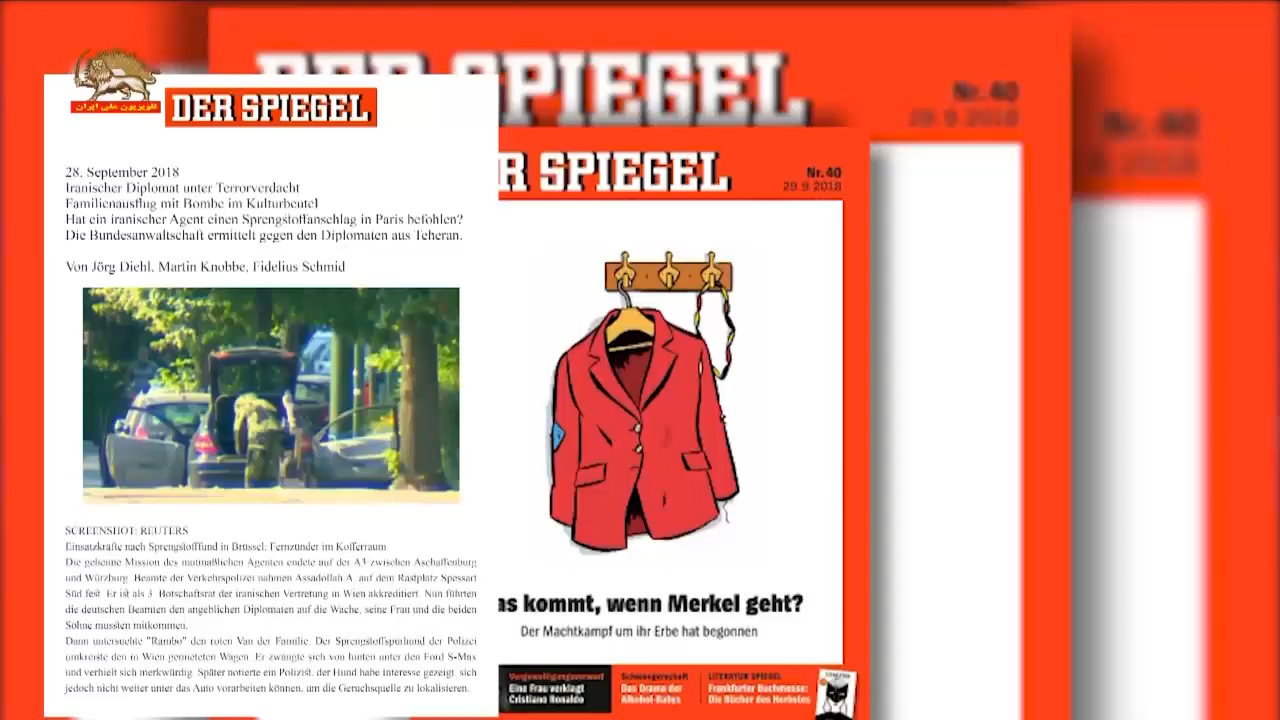 تلویزیون ملی ایران
DER SPIEGEL
28. September 2018
Iranischer Diplomat unter Terrorverdacht
Familienausflug mit Bombe im Kulturbeutel
Hat ein iranischer Agent einen Sprengstoffanschlag in Paris befohlen?
Die Bundesanwaltschaft ermittelt gegen den Diplomaten aus Teheran.
Von Jörg Diehl, Martin Knobbe, Fidelius Schmid
SCREENSHOT: REUTERS
Einsatzkräfte nach Sprengstofffund in Brüssel: Fernzünder im Kofferraum
Die geheime Mission des mutmaßlichen Agenten endete auf der A3 zwischen Aschaffenburg
und Würzburg. Beamte der Verkehrspolizei nahmen Assadollah A. auf dem Rastplatz Spessart
Süd fest. Er ist als 3. Botschaftsrat der iranischen Vertretung in Wien akkreditiert. Nun führten
die deutschen Beamten den angeblichen Diplomaten auf die Wache, seine Frau und die beiden
Söhne mussten mitkommen.
Dann untersuchte "Rambo" den roten Van der Familie. Der Sprengstoffspürhund der Polizei
umkreiste den in Wien gemieteten Wagen. Er zwängte sich von hinten unter den Ford S-Max
und verhielt sich merkwürdig. Später notierte ein Polizist, der Hund habe Interesse gezeigt, sich
jedoch nicht weiter unter das Auto vorarbeiten können, um die Geruchsquelle zu lokalisieren.
DER SPIEGEL
Nr. 40
29.9.2018
R SPIEGEL
Nr. 40
29.9.2018
as kommt, wenn Merkel geht?
Der Machtkampf um ihr Erbe hat begonnen
Vergewaltigungsvorwurf
Eine Frau verklagt
Cristiano Ronaldo
Schwangerschaft
Das Drama der
Alkohol-Babys
LITERATUR SPIEGEL
Frankfurter Buchmesse:
Die Bücher des Herbstes
Nr. 40